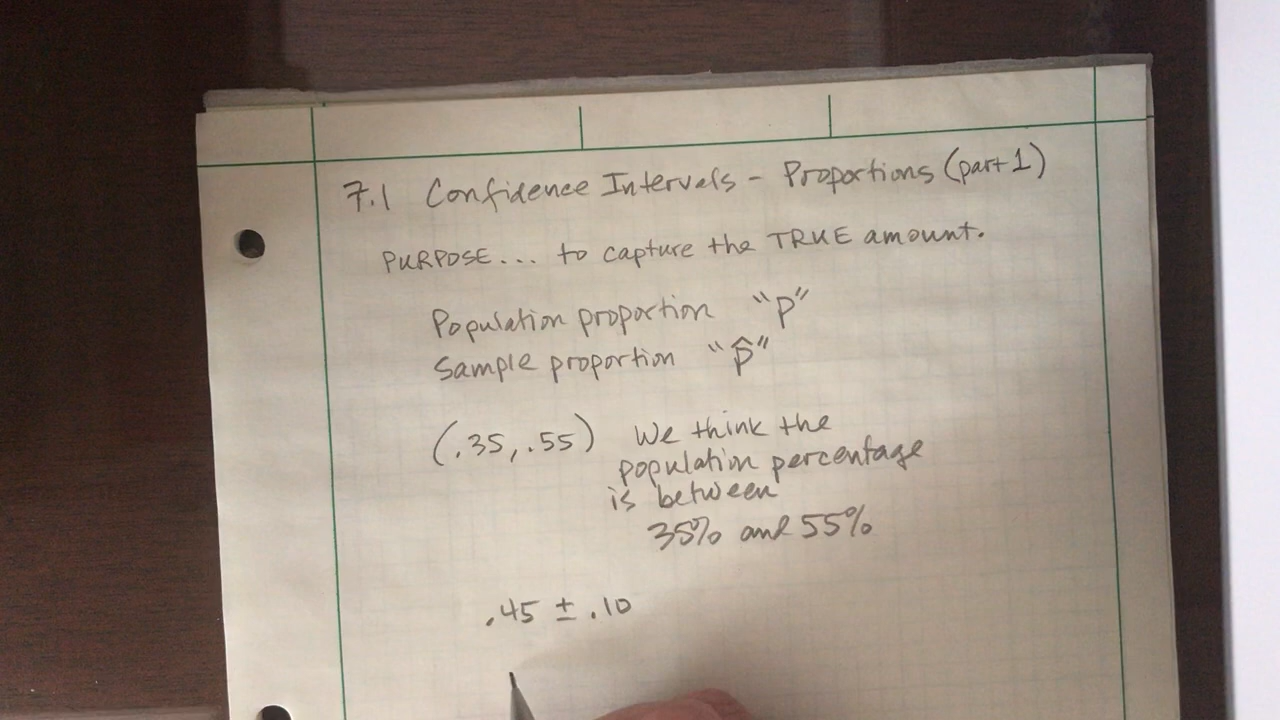 7.1 Confidence Intervals - Proportions (part 1)
PURPOSE... to capture the TRUE amount.
Population proportion "p"
Sample proportion "p̂"
(.35, .55) We think the
population percentage
is between
35% and 55%
.45 ± .10